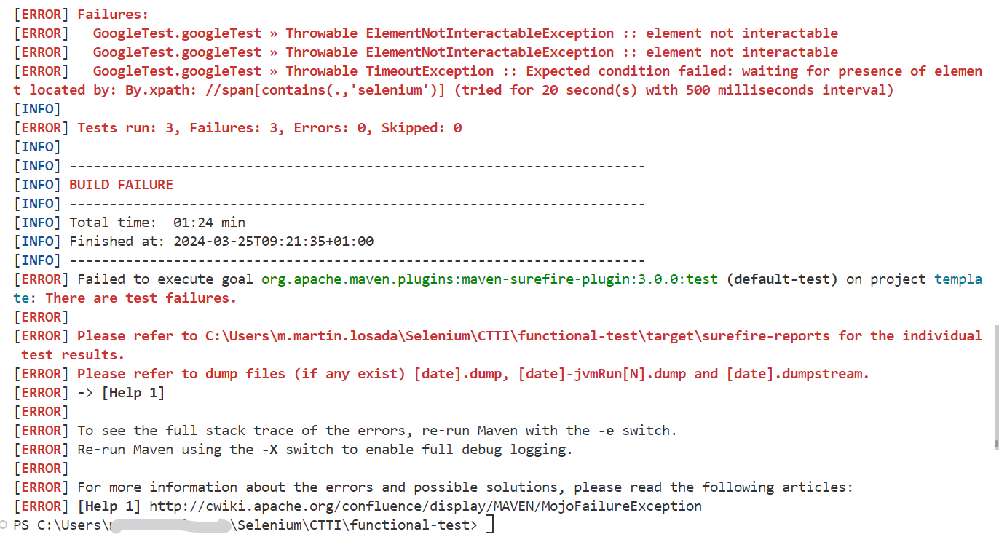 [ERROR] Failures:
[ERROR]   GoogleTest.googleTest » Throwable ElementNotInteractableException :: element not interactable
[ERROR]   GoogleTest.googleTest » Throwable ElementNotInteractableException :: element not interactable
[ERROR]   GoogleTest.googleTest » Throwable TimeoutException :: Expected condition failed: waiting for presence of elemen
t located by: By.xpath: //span[contains(.,'selenium')] (tried for 20 second(s) with 500 milliseconds interval)
[INFO]
[ERROR] Tests run: 3, Failures: 3, Errors: 0, Skipped: 0
[INFO]
[INFO] ------------------------------------------------------------------------
[INFO] BUILD FAILURE
[INFO] ------------------------------------------------------------------------
[INFO] Total time:  01:24 min
[INFO] Finished at: 2024-03-25T09:21:35+01:00
[INFO] ------------------------------------------------------------------------
[ERROR] Failed to execute goal org.apache.maven.plugins:maven-surefire-plugin:3.0.0:test (default-test) on project templa
te: There are test failures.
[ERROR]
[ERROR] Please refer to C:\Users\m.martin.losada\Selenium\CTTI\functional-test\target\surefire-reports for the individual
 test results.
[ERROR] Please refer to dump files (if any exist) [date].dump, [date]-jvmRun[N].dump and [date].dumpstream.
[ERROR] -> [Help 1]
[ERROR]
[ERROR] To see the full stack trace of the errors, re-run Maven with the -e switch.
[ERROR] Re-run Maven using the -X switch to enable full debug logging.
[ERROR]
[ERROR] For more information about the errors and possible solutions, please read the following articles:
[ERROR] [Help 1] http://cwiki.apache.org/confluence/display/MAVEN/MojoFailureException
PS C:\Users\ \Selenium\CTTI\functional-test>